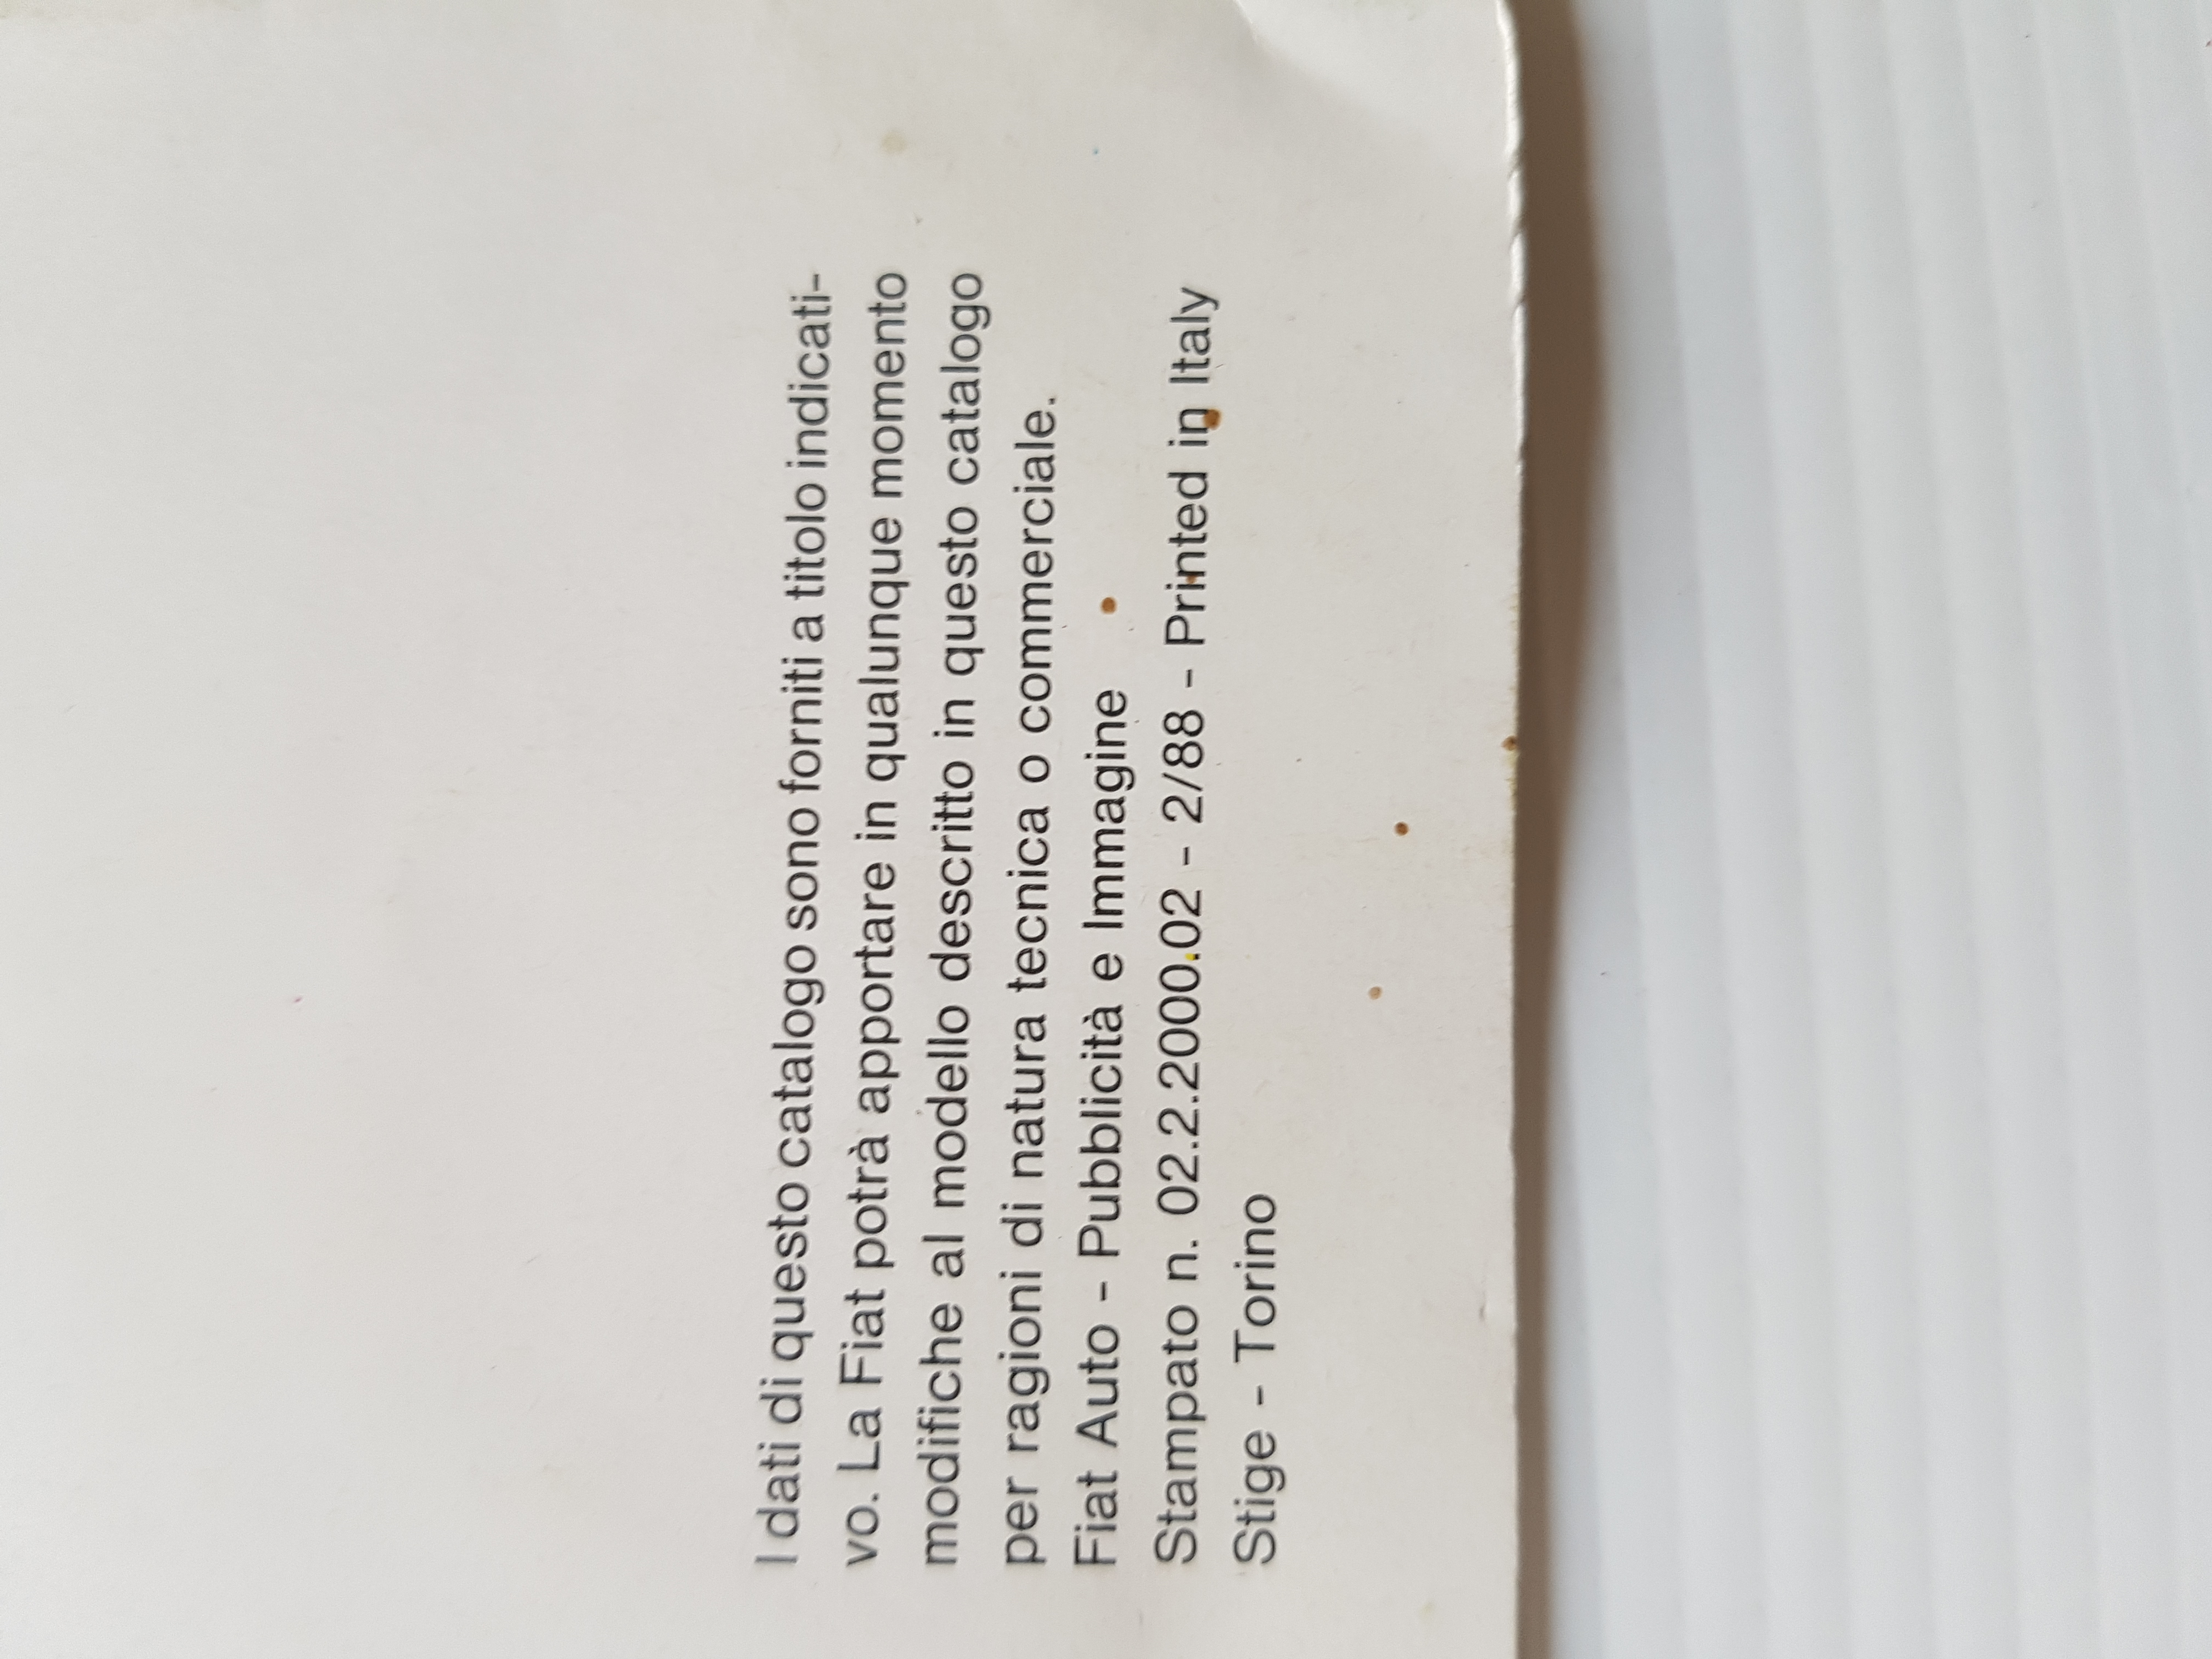 I dati di questo catalogo sono forniti a titolo indicati-
vo. La Fiat potrà apportare in qualunque momento
modifiche al modello descritto in questo catalogo
per ragioni di natura tecnica o commerciale.
Fiat Auto - Pubblicità e Immagine
Stampato n. 02.2.2000.02 - 2/88 - Printed in Italy
Stige - Torino